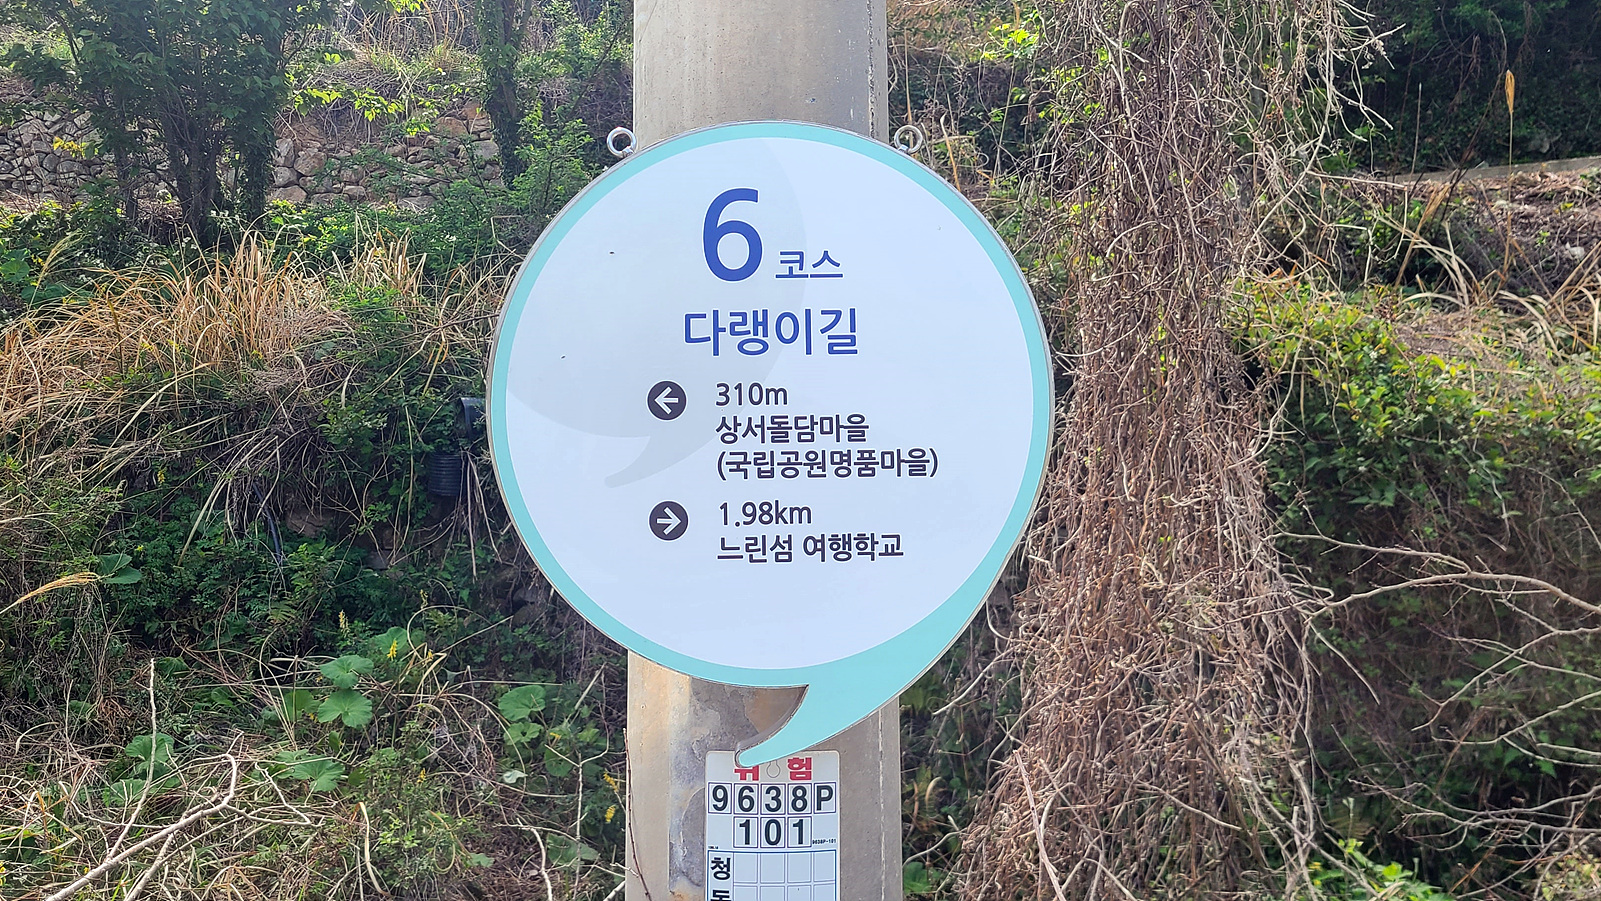 6 코스
다랭이길
310m
상서돌담마을
(국립공원명품마을)
1.98km
느린섬 여행학교
위험
9638P
101
청